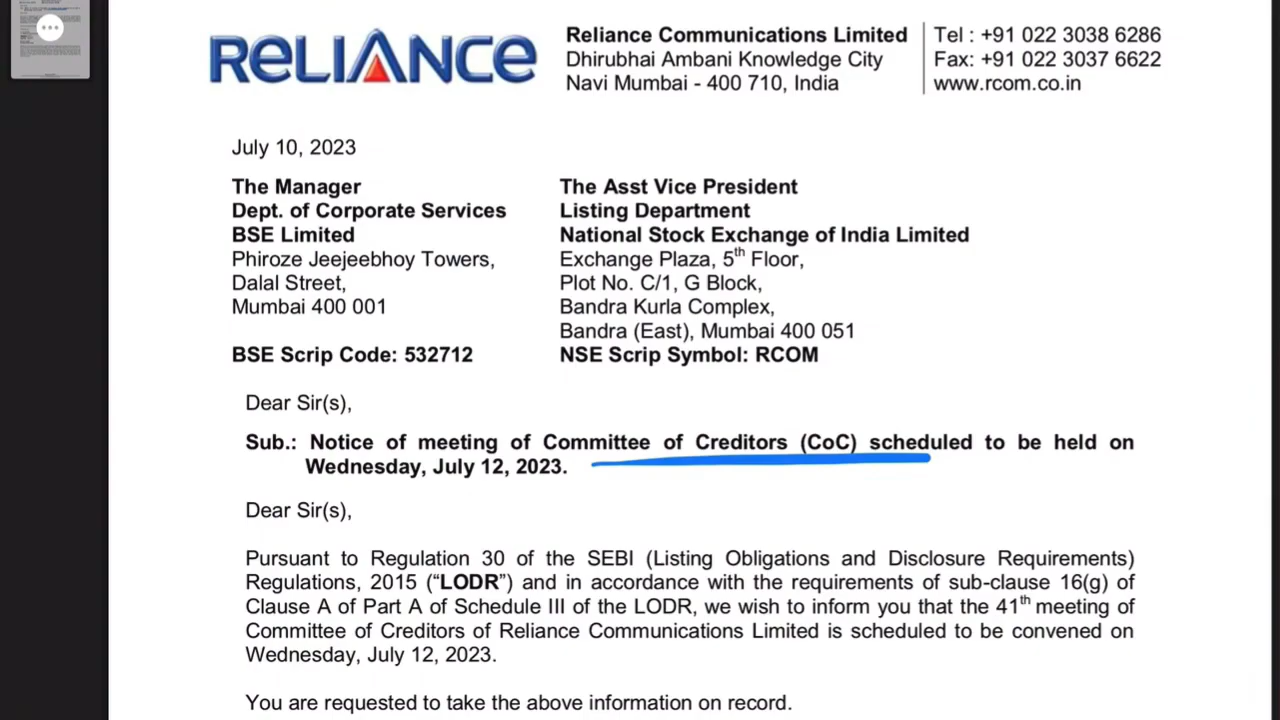 RELIANCE
Reliance Communications Limited
Dhirubhai Ambani Knowledge City
Navi Mumbai - 400 710, India
Tel : +91 022 3038 6286
Fax: +91 022 3037 6622
www.rcom.co.in
July 10, 2023
The Manager
Dept. of Corporate Services
BSE Limited
Phiroze Jeejeebhoy Towers,
Dalal Street,
Mumbai 400 001
BSE Scrip Code: 532712
The Asst Vice President
Listing Department
National Stock Exchange of India Limited
Exchange Plaza, 5th Floor,
Plot No. C/1, G Block,
Bandra Kurla Complex,
Bandra (East), Mumbai 400 051
NSE Scrip Symbol: RCOM
Dear Sir(s),
Sub.: Notice of meeting of Committee of Creditors (CoC) scheduled to be held on
Wednesday, July 12, 2023.
Dear Sir(s),
Pursuant to Regulation 30 of the SEBI (Listing Obligations and Disclosure Requirements)
Regulations, 2015 (“LODR”) and in accordance with the requirements of sub-clause 16(g) of
Clause A of Part A of Schedule III of the LODR, we wish to inform you that the 41th meeting of
Committee of Creditors of Reliance Communications Limited is scheduled to be convened on
Wednesday, July 12, 2023.
You are requested to take the above information on record.